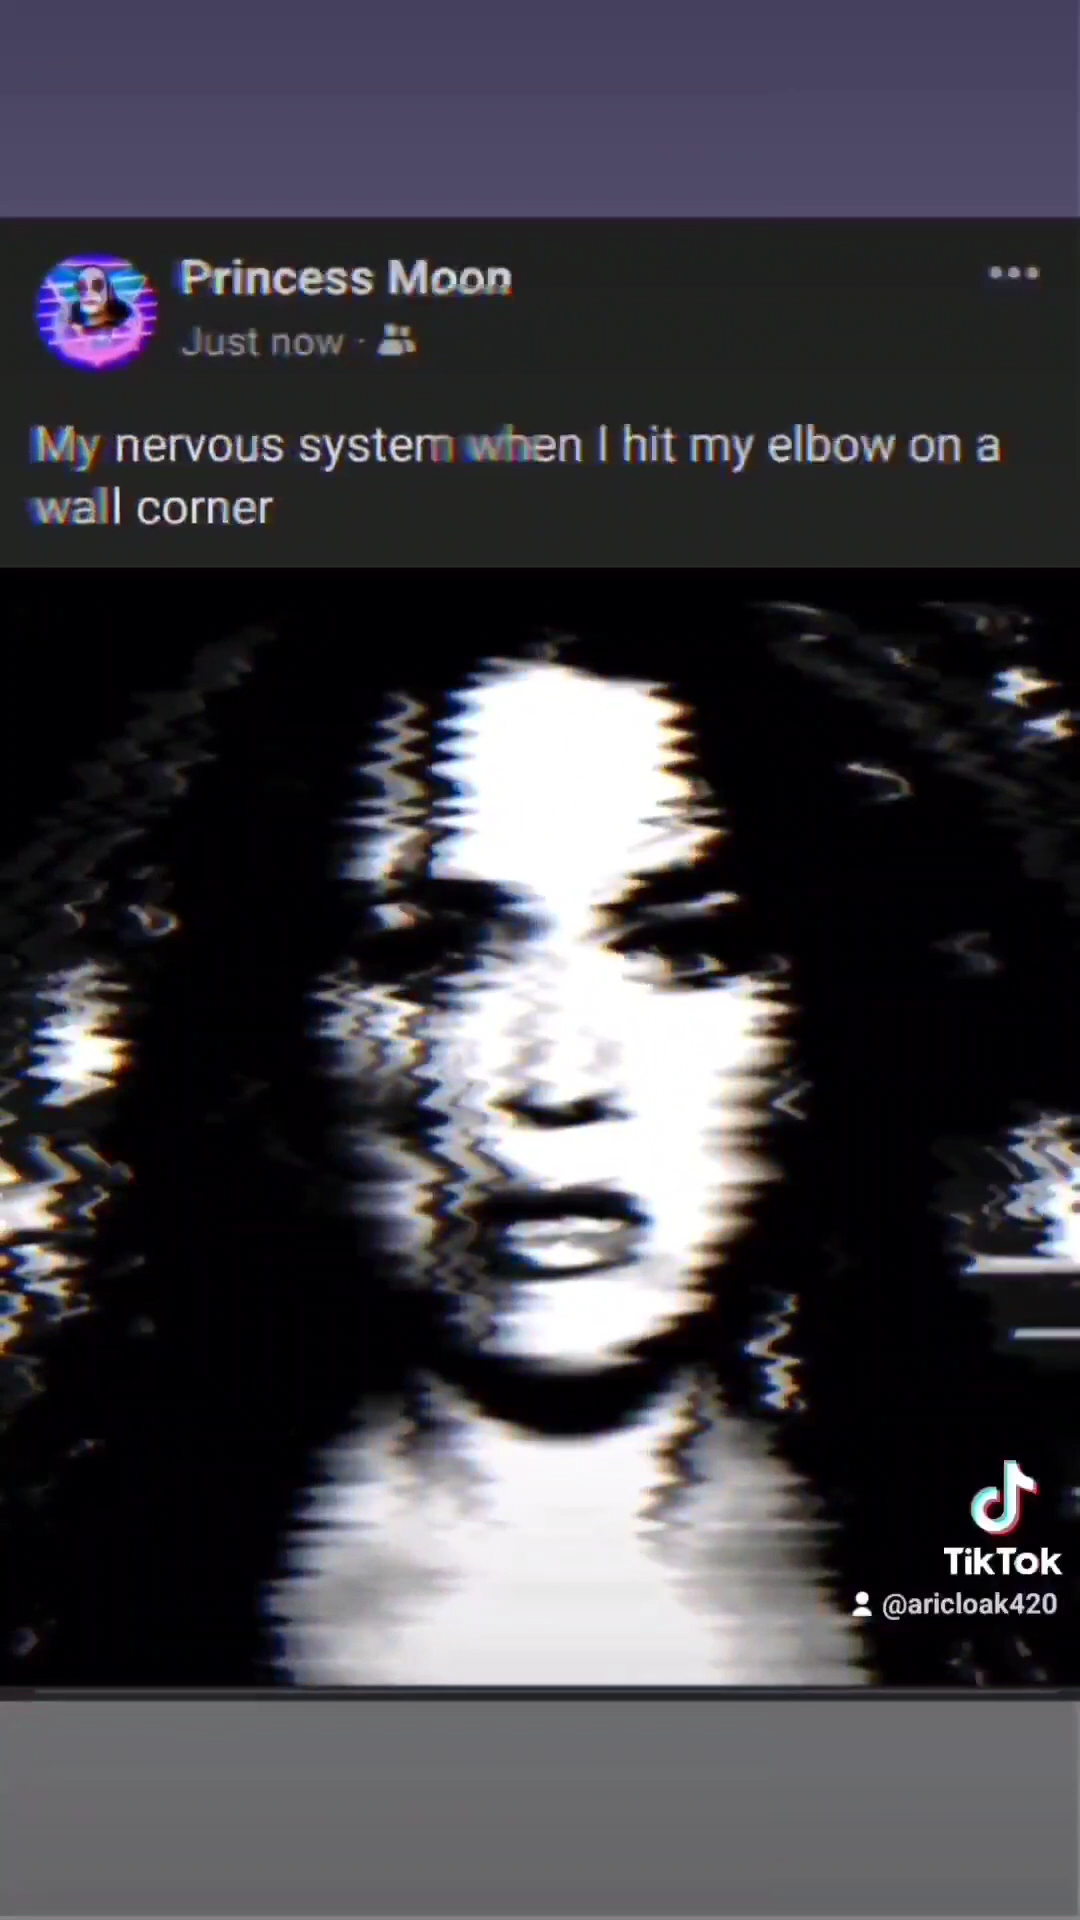 Princess Moon
Just now ·
My nervous system when I hit my elbow on a
wall corner
TikTok
@aricloak420